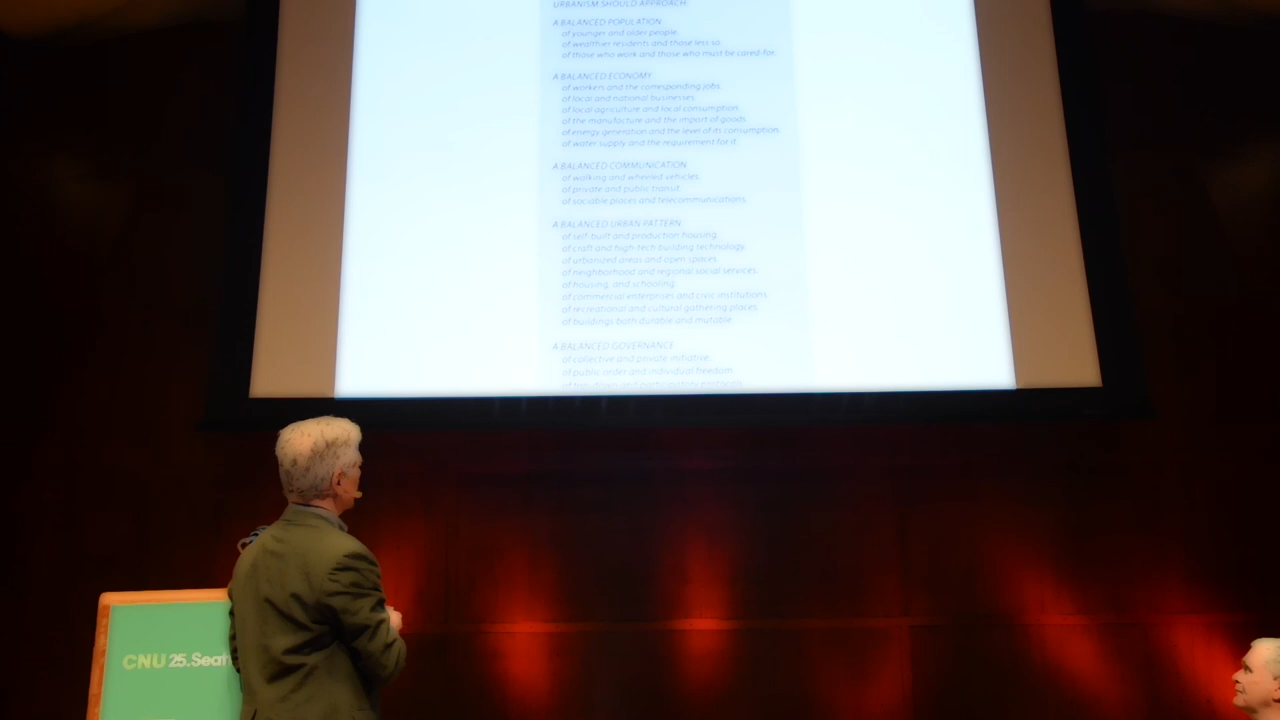 URBANISM SHOULD APPROACH:
A BALANCED POPULATION
of younger and older people.
of wealthier residents and those less so.
of those who work and those who must be cared-for.
A BALANCED ECONOMY
of workers and the corresponding jobs.
of local and national businesses.
of local agriculture and local consumption.
of the manufacture and the import of goods.
of energy generation and the level of its consumption.
of water supply and the requirement for it.
A BALANCED COMMUNICATION
of walking and wheeled vehicles.
of private and public transit.
of sociable places and telecommunications.
A BALANCED URBAN PATTERN
of self-built and production housing.
of craft and high-tech building technology.
of urbanized areas and open spaces.
of neighborhood and regional social services.
of housing, and schooling.
of commercial enterprises and civic institutions.
of recreational and cultural gathering places.
of buildings both durable and mutable.
A BALANCED GOVERNANCE
of collective and private initiative.
of public order and individual freedom.
of top-down and participatory protocols.
CNU 25.Seat